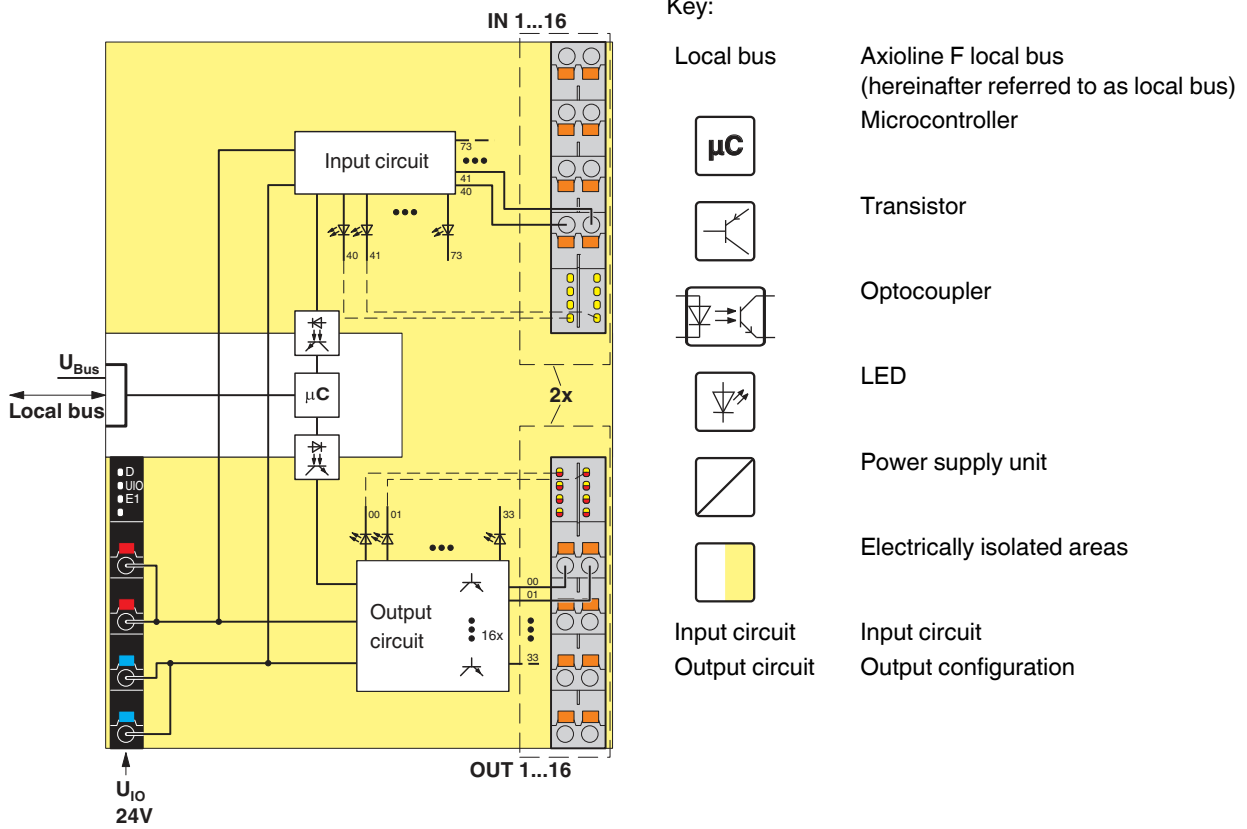 IN 1...16
Input circuit
73
41
40
40
41
73
U Bus
Local bus
µC
2x
D
UIO
E1
00
01
33
00
01
Output
circuit
16x
33
OUT 1...16
U IO
24V
Key:
Local bus
Axioline F local bus
(hereinafter referred to as local bus)
µC
Microcontroller
Transistor
Optocoupler
LED
Power supply unit
Electrically isolated areas
Input circuit
Input circuit
Output circuit
Output configuration